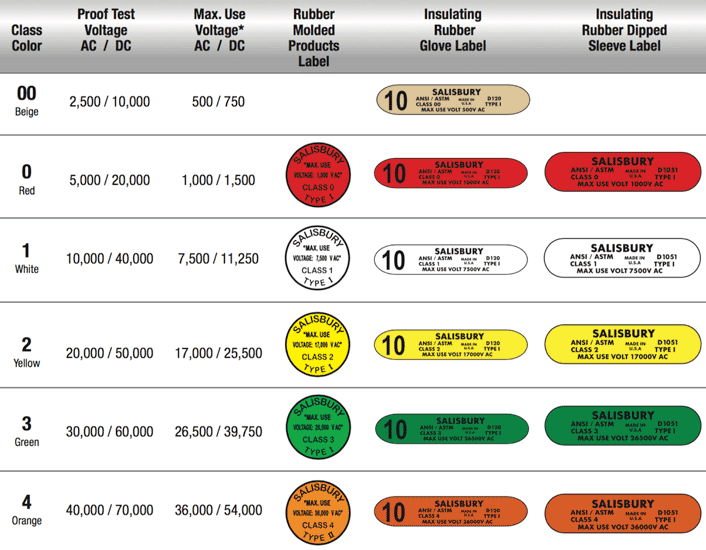 Class
Color
Proof Test
Voltage
AC / DC
Max. Use
Voltage*
AC / DC
Rubber
Molded
Products
Label
Insulating
Rubber
Glove Label
Insulating
Rubber Dipped
Sleeve Label
00
Beige
2,500 / 10,000
500 / 750
10
SALISBURY
ANSI / ASTM MADE IN D120
CLASS 00 U.S.A TYPE I
MAX USE VOLT 500V AC
0
Red
5,000 / 20,000
1,000 / 1,500
SALISBURY
"MAX. USE
VOLTAGE: 1,000 V AC"
CLASS 0
TYPE I
10
SALISBURY
ANSI / ASTM MADE IN D120
CLASS 0 U.S.A TYPE I
MAX USE VOLT 1000V AC
SALISBURY
ANSI / ASTM MADE IN D1051
CLASS 0 U.S.A TYPE I
MAX USE VOLT 1000V AC
1
White
10,000 / 40,000
7,500 / 11,250
SALISBURY
"MAX. USE
VOLTAGE: 7,500 V AC"
CLASS 1
TYPE I
10
SALISBURY
ANSI / ASTM MADE IN D120
CLASS 1 U.S.A TYPE I
MAX USE VOLT 7500V AC
SALISBURY
ANSI / ASTM MADE IN D1051
CLASS 1 U.S.A TYPE I
MAX USE VOLT 7500V AC
2
Yellow
20,000 / 50,000
17,000 / 25,500
SALISBURY
"MAX. USE
VOLTAGE: 17,000 V AC"
CLASS 2
TYPE I
10
SALISBURY
ANSI / ASTM MADE IN D120
CLASS 2 U.S.A TYPE I
MAX USE VOLT 17000V AC
SALISBURY
ANSI / ASTM MADE IN D1051
CLASS 2 U.S.A TYPE I
MAX USE VOLT 17000V AC
3
Green
30,000 / 60,000
26,500 / 39,750
SALISBURY
"MAX. USE
VOLTAGE: 26,500 V AC"
CLASS 3
TYPE I
10
SALISBURY
ANSI / ASTM MADE IN D120
CLASS 3 U.S.A TYPE I
MAX USE VOLT 26500V AC
SALISBURY
ANSI / ASTM MADE IN D1051
CLASS 3 U.S.A TYPE I
MAX USE VOLT 26500V AC
4
Orange
40,000 / 70,000
36,000 / 54,000
SALISBURY
"MAX. USE
VOLTAGE: 36,000 V AC"
CLASS 4
TYPE II
10
SALISBURY
ANSI / ASTM MADE IN D120
CLASS 4 U.S.A TYPE I
MAX USE VOLT 36000V AC
SALISBURY
ANSI / ASTM MADE IN D1051
CLASS 4 U.S.A TYPE I
MAX USE VOLT 36000V AC